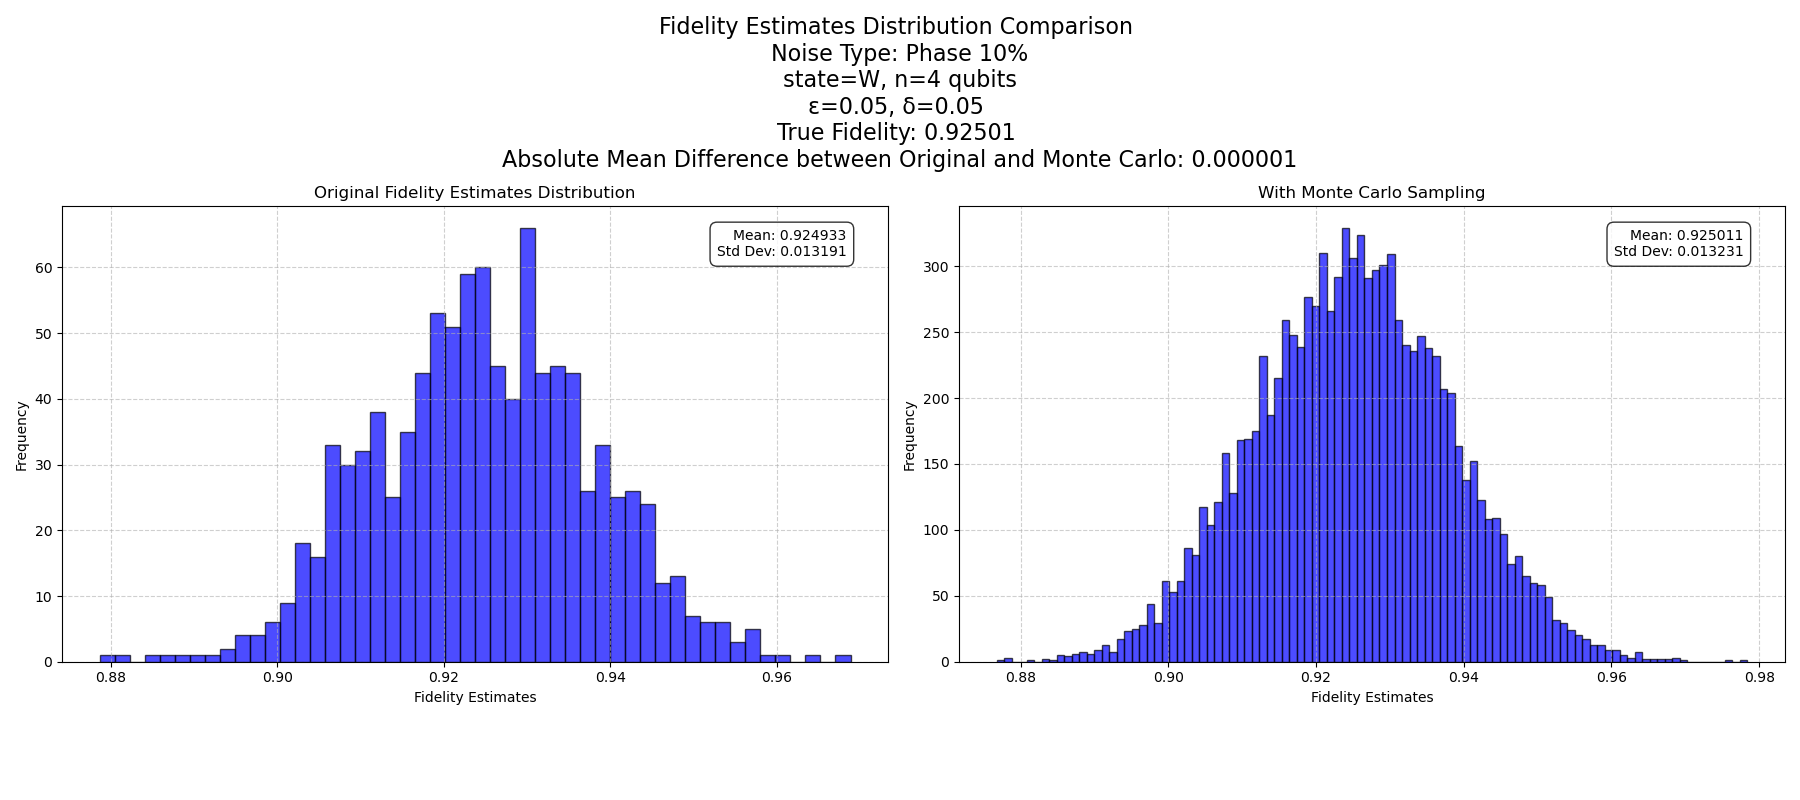 Fidelity Estimates Distribution Comparison
Noise Type: Phase 10%
state=W, n=4 qubits
ε=0.05, δ=0.05
True Fidelity: 0.92501
Absolute Mean Difference between Original and Monte Carlo: 0.000001
Original Fidelity Estimates Distribution
Mean: 0.924933
Std Dev: 0.013191
Frequency
60
50
40
30
20
10
0
0.88 0.90 0.92 0.94 0.96
Fidelity Estimates
With Monte Carlo Sampling
Mean: 0.925011
Std Dev: 0.013231
Frequency
300
250
200
150
100
50
0
0.88 0.90 0.92 0.94 0.96 0.98
Fidelity Estimates